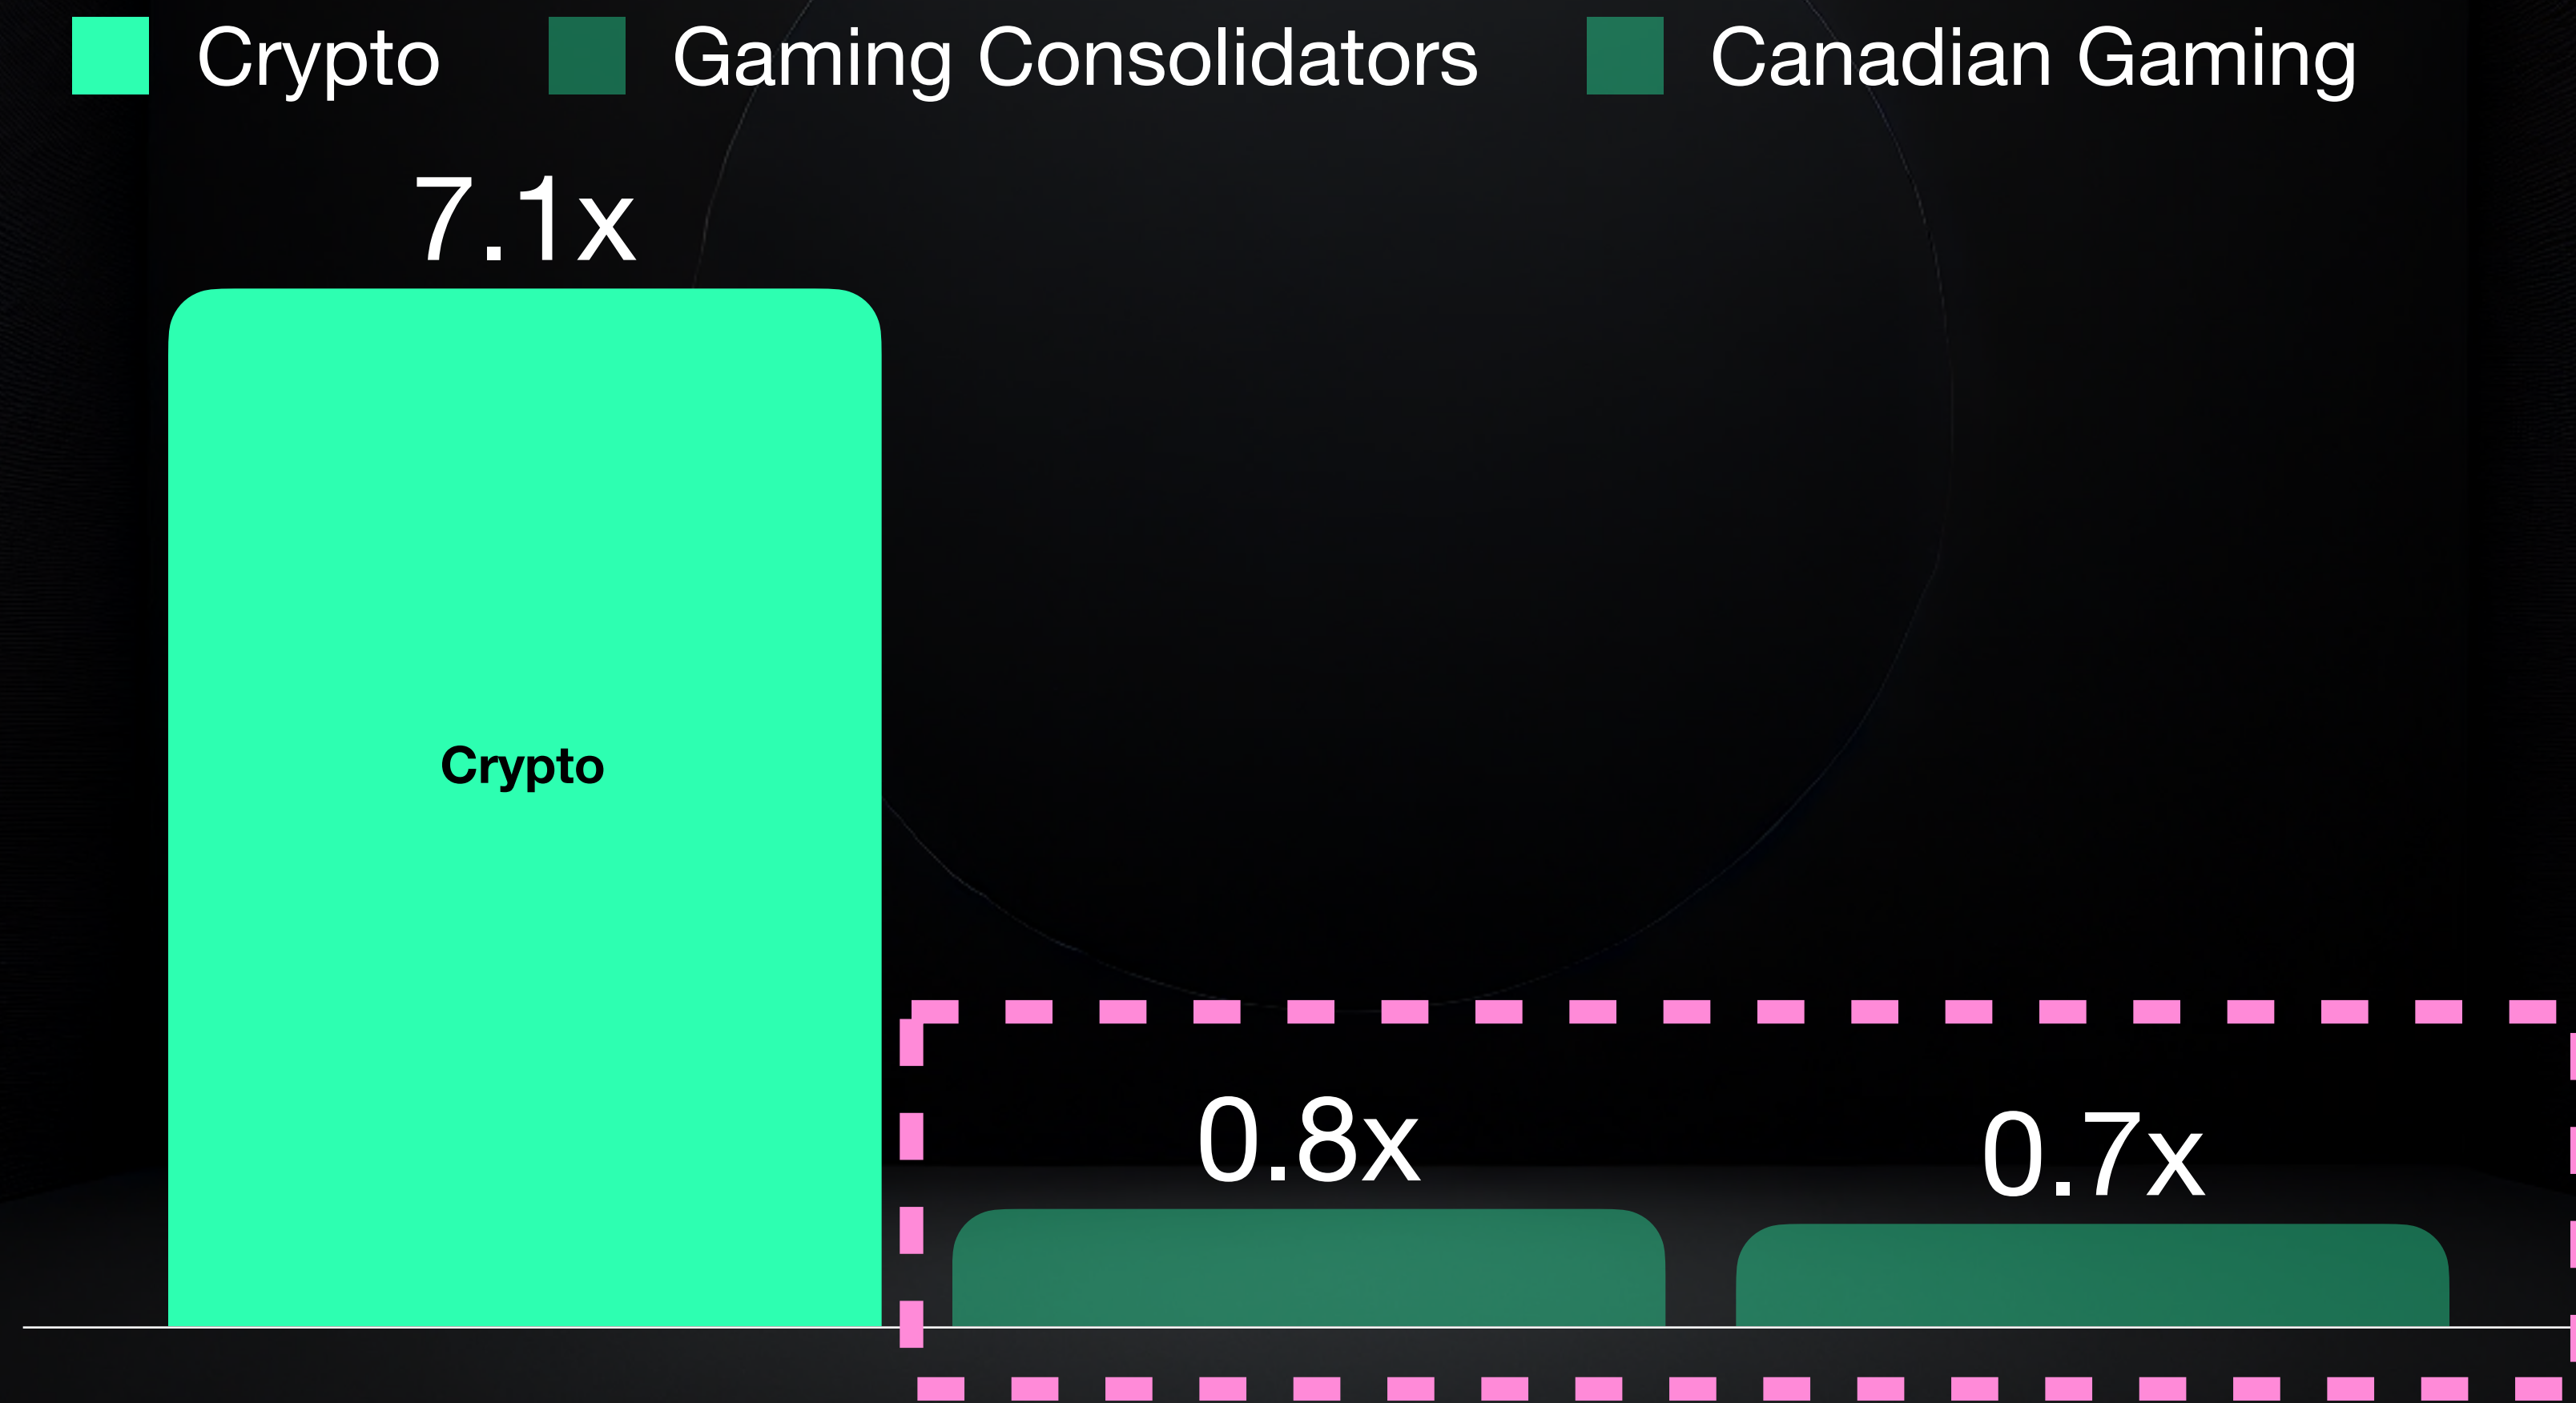 Crypto Gaming Consolidators Canadian Gaming
7.1x
Crypto
0.8x
0.7x